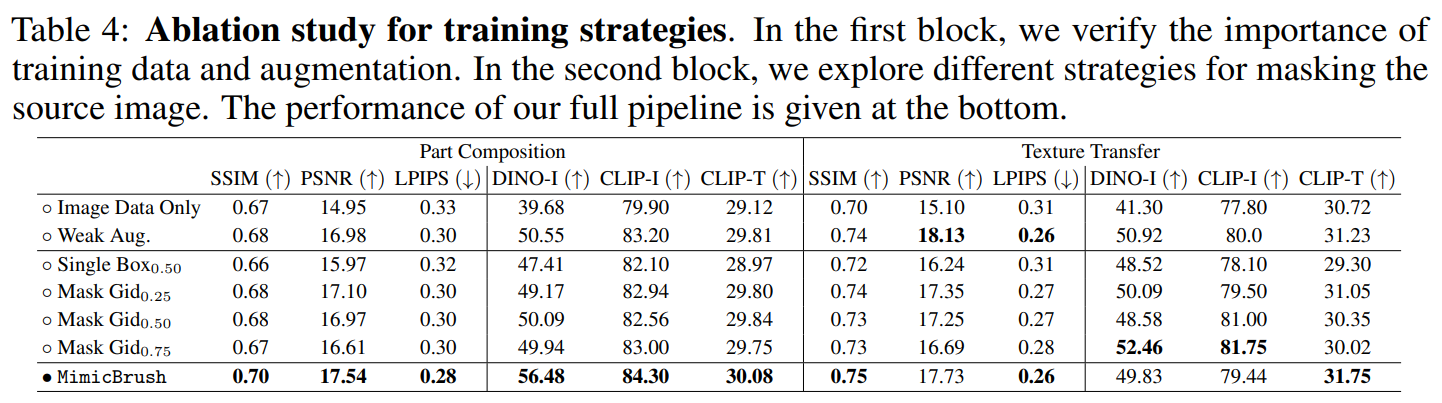 Table 4: Ablation study for training strategies. In the first block, we verify the importance of
training data and augmentation. In the second block, we explore different strategies for masking the
source image. The performance of our full pipeline is given at the bottom.
Part Composition Texture Transfer
SSIM (↑) PSNR (↑) LPIPS (↓) DINO-I (↑) CLIP-I (↑) CLIP-T (↑) SSIM (↑) PSNR (↑) LPIPS (↓) DINO-I (↑) CLIP-I (↑) CLIP-T (↑)
○ Image Data Only 0.67 14.95 0.33 39.68 79.90 29.12 0.70 15.10 0.31 41.30 77.80 30.72
○ Weak Aug. 0.68 16.98 0.30 50.55 83.20 29.81 0.74 18.13 0.26 50.92 80.0 31.23
○ Single Box0.50 0.66 15.97 0.32 47.41 82.10 28.97 0.72 16.24 0.31 48.52 78.10 29.30
○ Mask Gid0.25 0.68 17.10 0.30 49.17 82.94 29.80 0.74 17.35 0.27 50.09 79.50 31.05
○ Mask Gid0.50 0.68 16.97 0.30 50.09 82.56 29.84 0.73 17.25 0.27 48.58 81.00 30.35
○ Mask Gid0.75 0.67 16.61 0.30 49.94 83.00 29.75 0.73 16.69 0.28 52.46 81.75 30.02
● MimicBrush 0.70 17.54 0.28 56.48 84.30 30.08 0.75 17.73 0.26 49.83 79.44 31.75